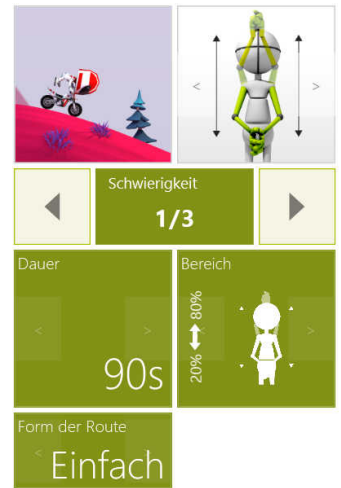 Schwierigkeit
1/3
Dauer
90s
Bereich
20% 80%
Form der Route
Einfach